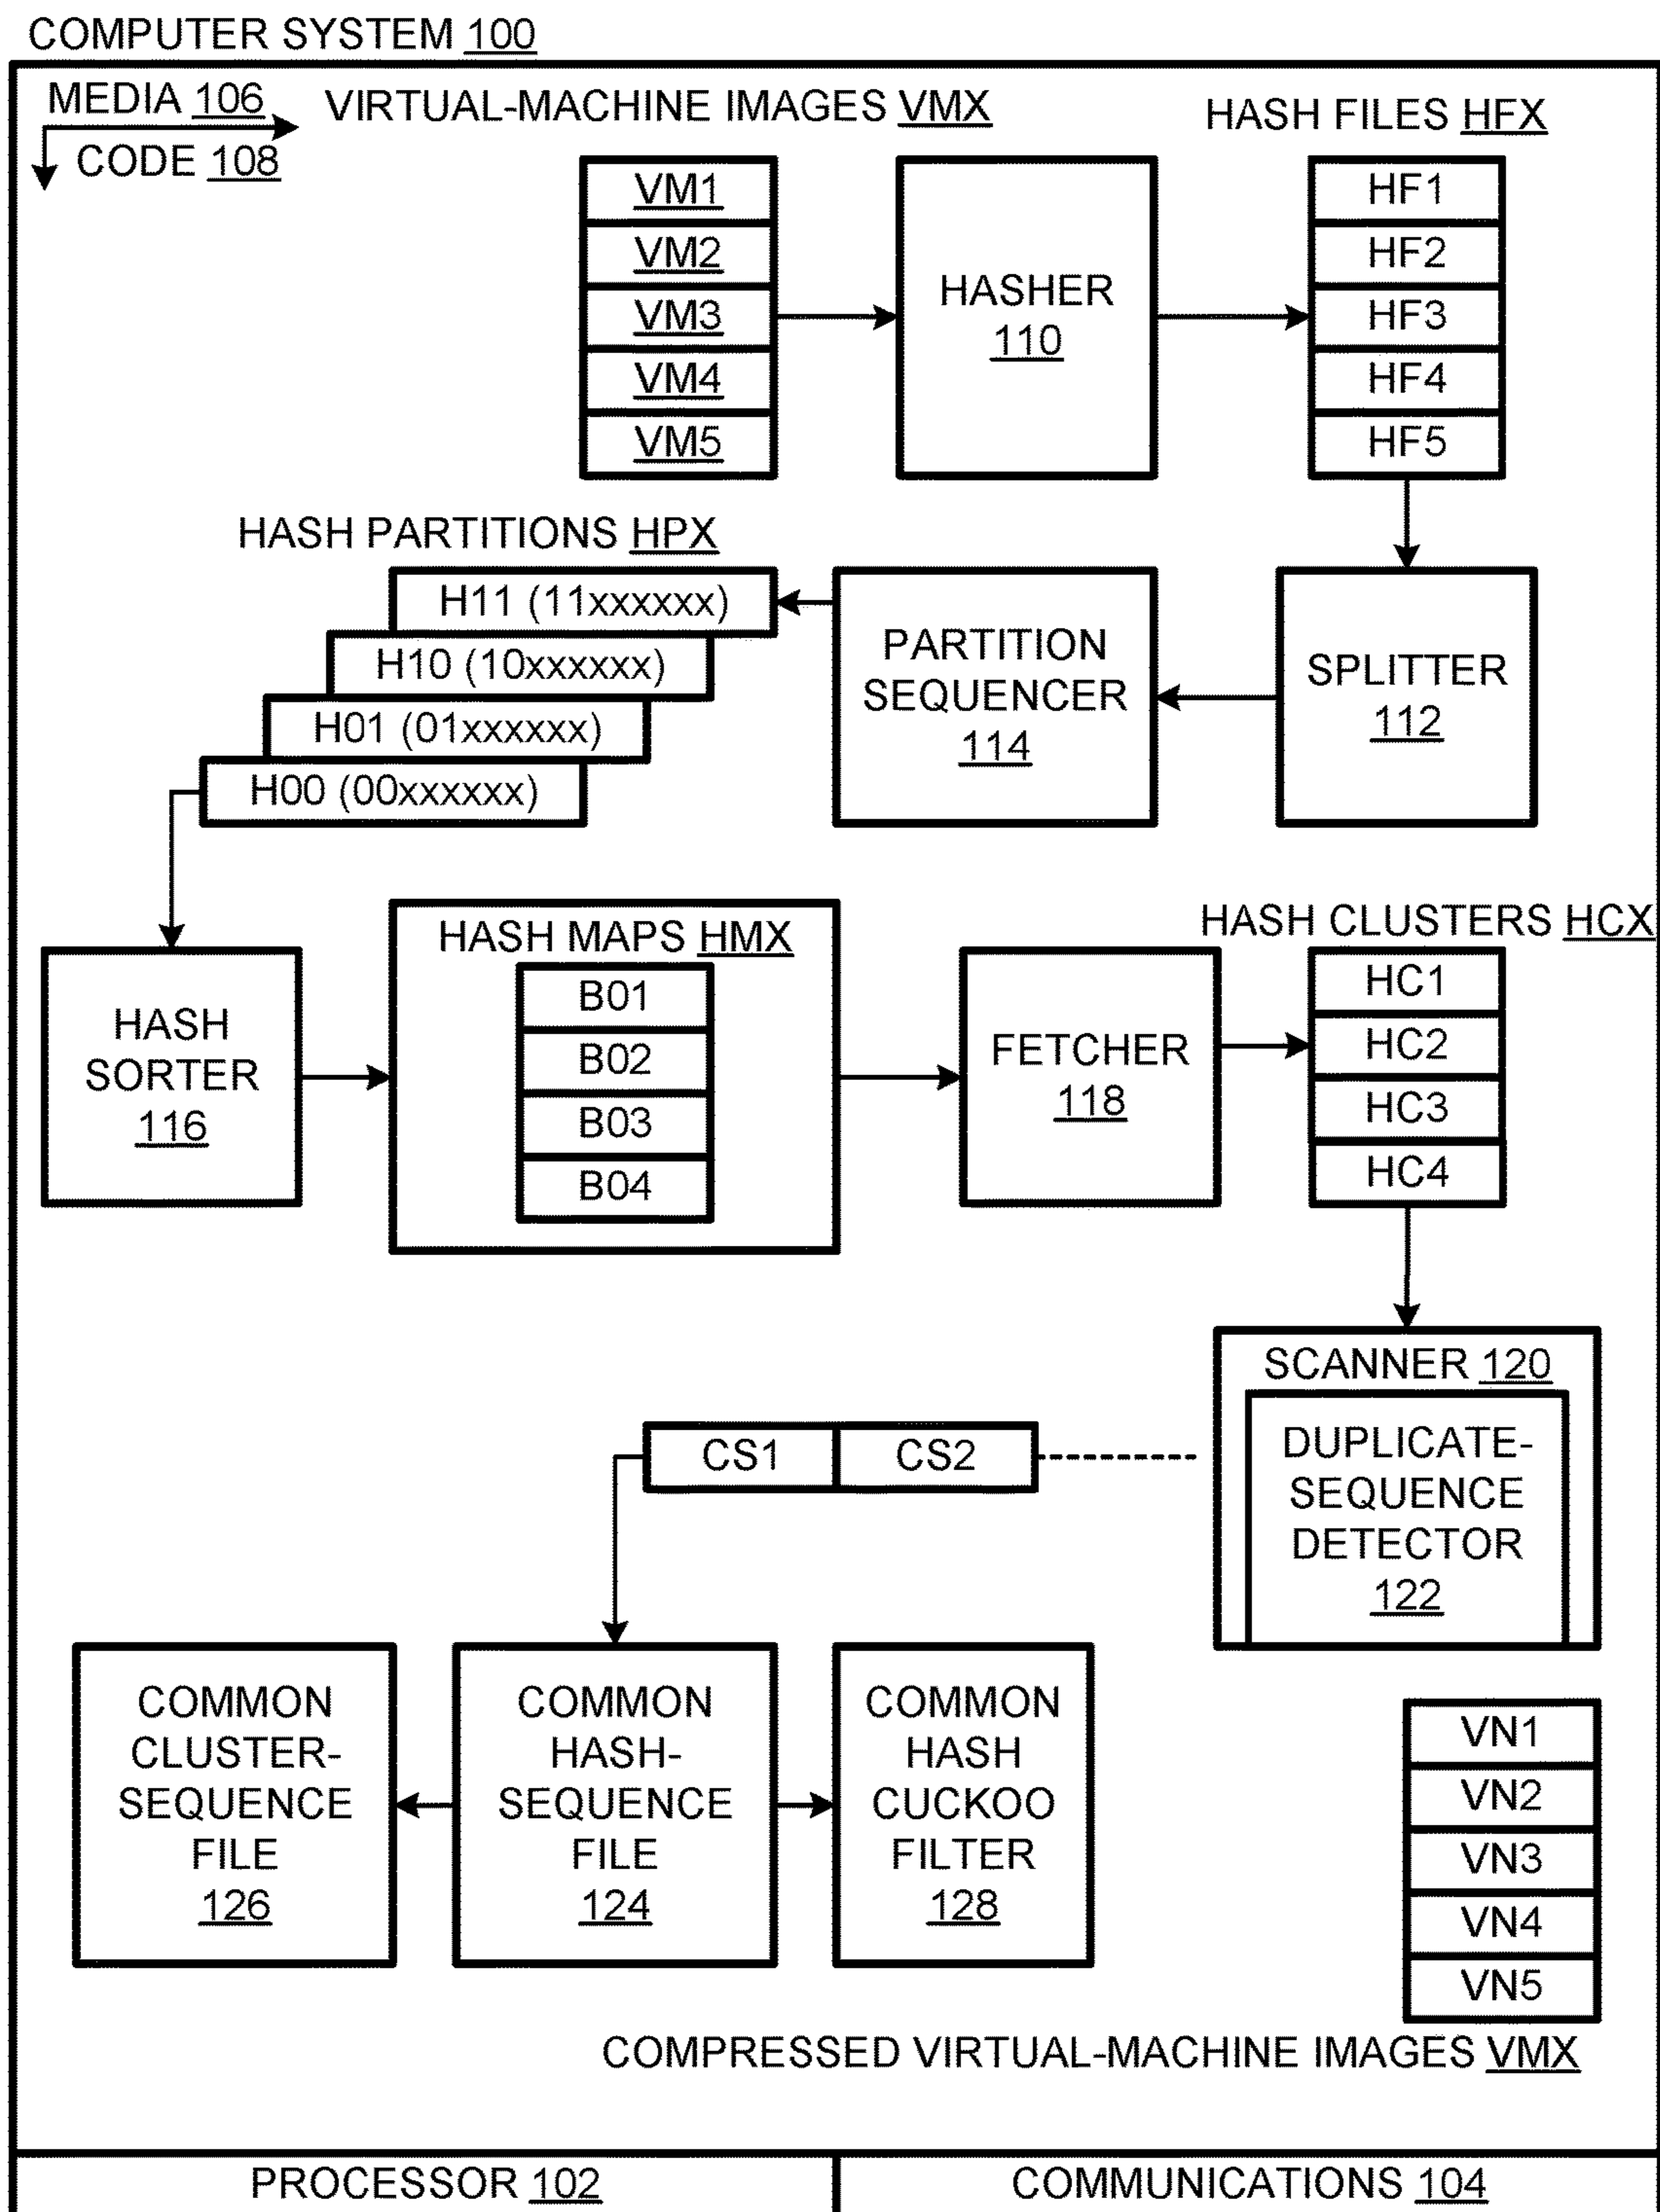 COMPUTER SYSTEM 100
MEDIA 106
CODE 108
VIRTUAL-MACHINE IMAGES VMX
HASH FILES HFX
VM1
VM2
VM3
VM4
VM5
HASHER
110
HF1
HF2
HF3
HF4
HF5
HASH PARTITIONS HPX
H11 (11xxxxxx)
H10 (10xxxxxx)
H01 (01xxxxxx)
H00 (00xxxxxx)
PARTITION
SEQUENCER
114
SPLITTER
112
HASH
SORTER
116
HASH MAPS HMX
B01
B02
B03
B04
FETCHER
118
HASH CLUSTERS HCX
HC1
HC2
HC3
HC4
SCANNER 120
DUPLICATE-
SEQUENCE
DETECTOR
122
CS1
CS2
COMMON
CLUSTER-
SEQUENCE
FILE
126
COMMON
HASH-
SEQUENCE
FILE
124
COMMON
HASH
CUCKOO
FILTER
128
VN1
VN2
VN3
VN4
VN5
COMPRESSED VIRTUAL-MACHINE IMAGES VMX
PROCESSOR 102
COMMUNICATIONS 104